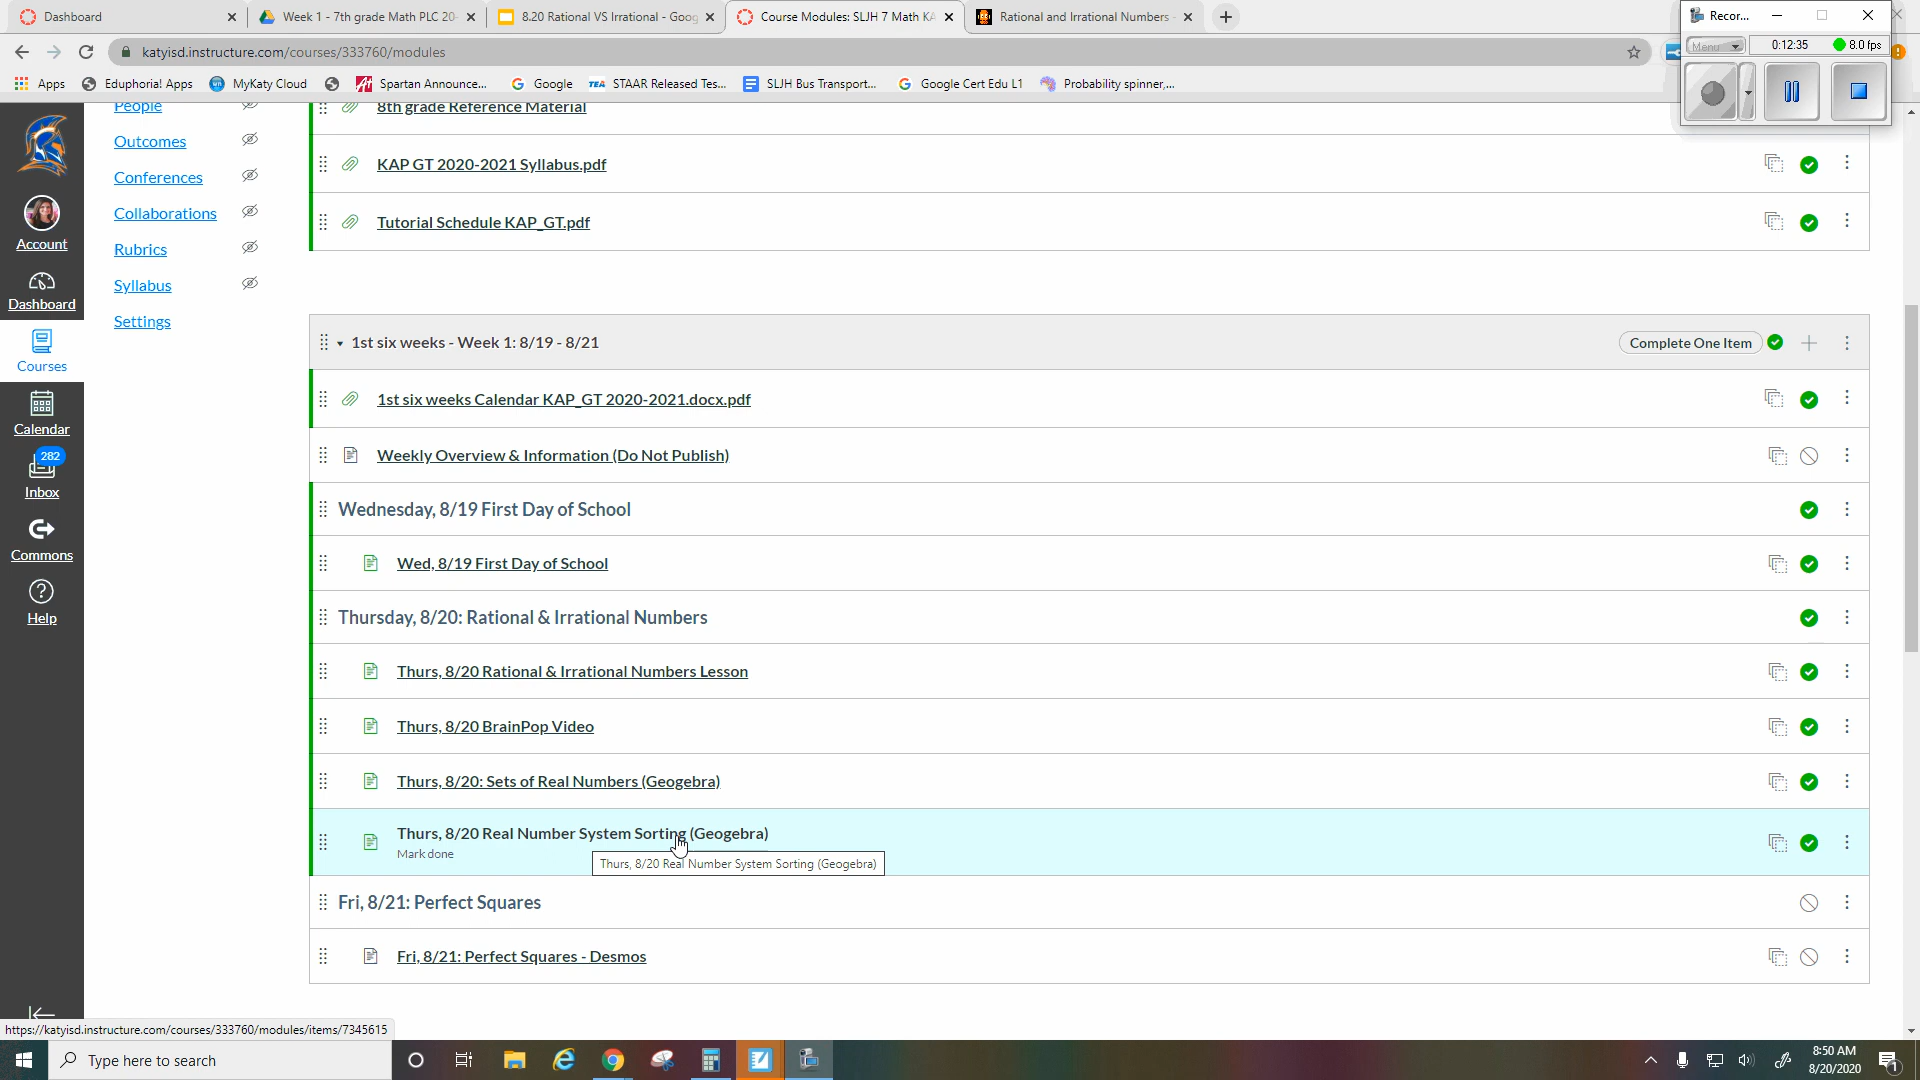 Dashboard
Week 1 - 7th grade Math PLC 20-
8.20 Rational VS Irrational - Goog
Course Modules: SLJH 7 Math KA
Rational and Irrational Numbers -
Recor...
Menu
0:12:35
8.0 fps
katyisd.instructure.com/courses/333760/modules
Apps
Eduphoria! Apps
MyKaty Cloud
Spartan Announce...
Google
TEA
STAAR Released Tes...
SLJH Bus Transport...
Google Cert Edu L1
Probability spinner,...
Account
Dashboard
Courses
Calendar
282
Inbox
Commons
Help
People
Outcomes
Conferences
Collaborations
Rubrics
Syllabus
Settings
8th grade Reference Material
KAP GT 2020-2021 Syllabus.pdf
Tutorial Schedule KAP_GT.pdf
1st six weeks - Week 1: 8/19 - 8/21
Complete One Item
1st six weeks Calendar KAP_GT 2020-2021.docx.pdf
Weekly Overview & Information (Do Not Publish)
Wednesday, 8/19 First Day of School
Wed, 8/19 First Day of School
Thursday, 8/20: Rational & Irrational Numbers
Thurs, 8/20 Rational & Irrational Numbers Lesson
Thurs, 8/20 BrainPop Video
Thurs, 8/20: Sets of Real Numbers (Geogebra)
Thurs, 8/20 Real Number System Sorting (Geogebra)
Mark done
Thurs, 8/20 Real Number System Sorting (Geogebra)
Fri, 8/21: Perfect Squares
Fri, 8/21: Perfect Squares - Desmos
https://katyisd.instructure.com/courses/333760/modules/items/7345615
Type here to search
8:50 AM
8/20/2020
1